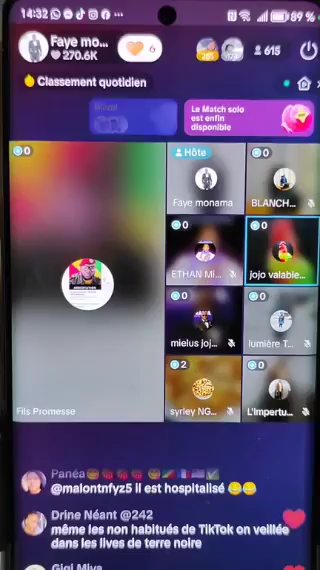 14:32
89 %
Faye mo...
270.6K
6
615
Classement quotidien
Le Match solo
est enfin
disponible
0
Hôte
Faye monama
0
BLANCH...
0
ETHAN Mi...
0
jojo valable...
0
mielus joj...
0
lumière T...
2
syriey NG...
0
L'impertu...
Fils Promesse
Panéa
@malontnfyz5 il est hospitalisé 😂😂
Drine Néant @242
même les non habitués de TikTok on veillée
dans les lives de terre noire
Gigi Miya